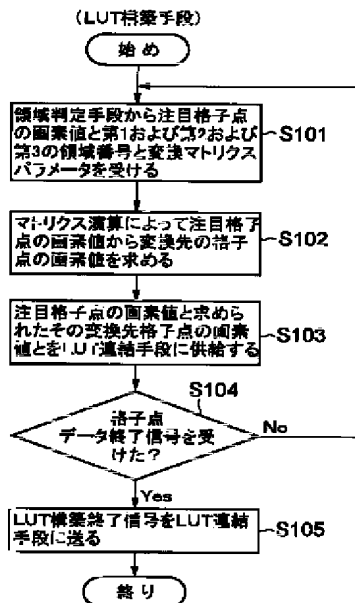 (LUT構築手段)
始め
領域判定手段から注目格子点
の画素値と第1および第2および
第3の領域番号と変換マトリクス
パラメータを受ける
S101
マトリクス演算によって注目格子
点の画素値から変換先の格子
点の画素値を求める
S102
注目格子点の画素値と求めら
れたその変換先格子点の画素
値とをLUT連結手段に供給する
S103
S104
格子点
データ終了信号を受
けた?
No
Yes
LUT構築終了信号をLUT連結
手段に送る
S105
終り